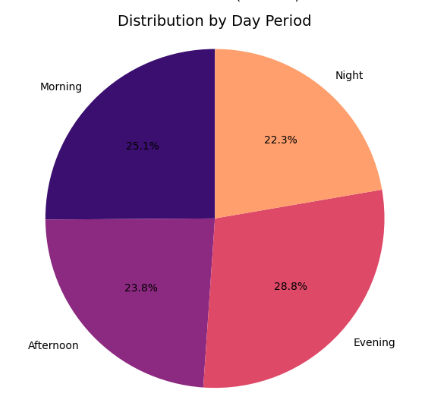 Distribution by Day Period
Night
Morning
22.3%
25.1%
28.8%
23.8%
Evening
Afternoon